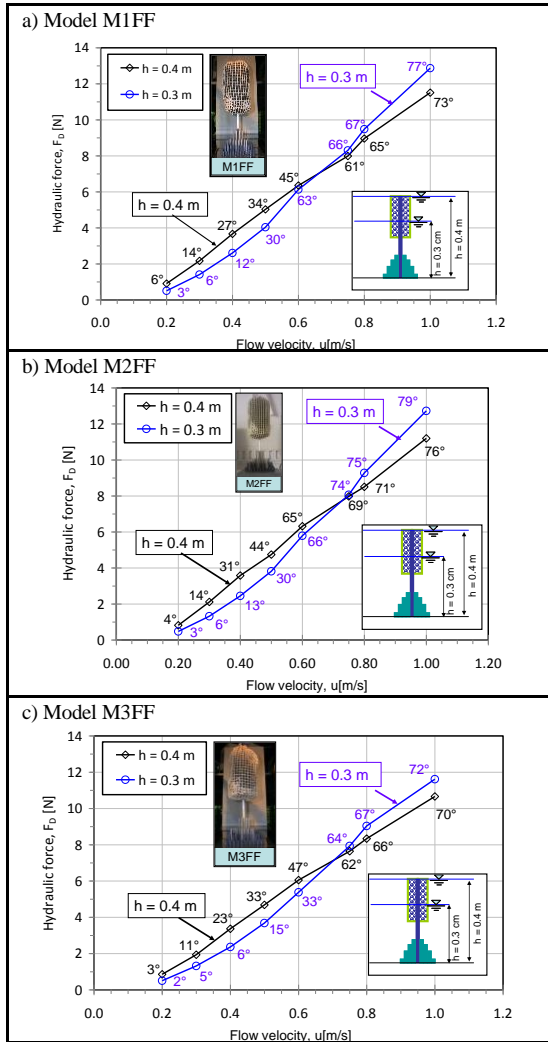 a) Model M1FF
14
12
10
8
6
4
2
0
Hydraulic force, F_D [N]
h = 0.4 m
h = 0.3 m
M1FF
h = 0.3 m
h = 0.4 m
77°
73°
67°
65°
66°
61°
45°
63°
34°
30°
27°
12°
14°
6°
6°
3°
h = 0.3 cm
h = 0.4 m
0.0 0.2 0.4 0.6 0.8 1.0 1.2
Flow velocity, u[m/s]
b) Model M2FF
14
12
10
8
6
4
2
0
Hydraulic force, F_D [N]
h = 0.4 m
h = 0.3 m
M2FF
h = 0.3 m
h = 0.4 m
79°
76°
75°
71°
74°
69°
65°
66°
44°
30°
31°
13°
14°
6°
4°
3°
h = 0.3 cm
h = 0.4 m
0.00 0.20 0.40 0.60 0.80 1.00 1.20
Flow velocity, u[m/s]
c) Model M3FF
14
12
10
8
6
4
2
0
Hydraulic force, F_D [N]
h = 0.4 m
h = 0.3 m
M3FF
h = 0.3 m
h = 0.4 m
72°
70°
67°
66°
64°
62°
47°
33°
33°
15°
23°
6°
11°
5°
3°
2°
h = 0.3 cm
h = 0.4 m
0.0 0.2 0.4 0.6 0.8 1.0 1.2
Flow velocity, u[m/s]